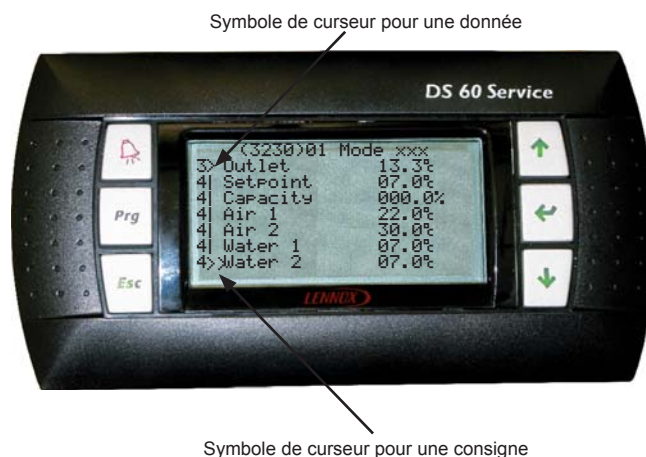 Symbole de curseur pour une donnée
DS 60 Service
(3230)01 Mode xxx
3>Outlet 13.3°c
4| Setpoint 07.0°c
4| Capacity 000.0%
4| Air 1 22.0°c
4| Air 2 30.0°c
4| Water 1 07.0°c
4>>Water 2 07.0°c
Prg
Esc
LENNOX
Symbole de curseur pour une consigne